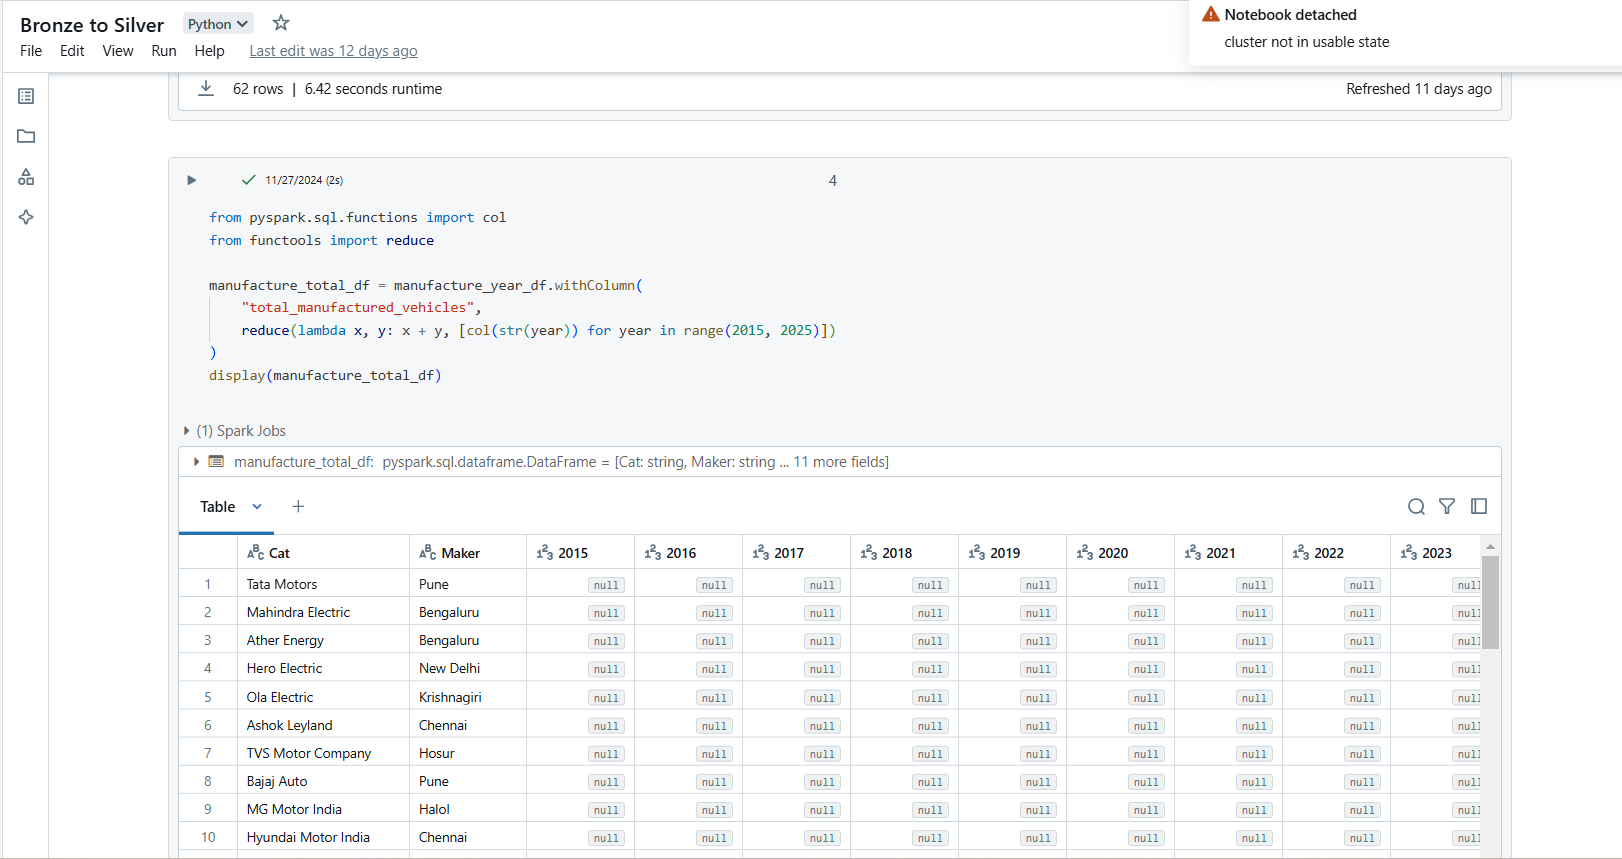 Bronze to Silver Python
Notebook detached
cluster not in usable state
File Edit View Run Help Last edit was 12 days ago
62 rows | 6.42 seconds runtime Refreshed 11 days ago
11/27/2024 (2s) 4
from pyspark.sql.functions import col
from functools import reduce
manufacture_total_df = manufacture_year_df.withColumn(
"total_manufactured_vehicles",
reduce(lambda x, y: x + y, [col(str(year)) for year in range(2015, 2025)])
)
display(manufacture_total_df)
(1) Spark Jobs
manufacture_total_df: pyspark.sql.dataframe.DataFrame = [Cat: string, Maker: string ... 11 more fields]
Table
ABC Cat ABC Maker 123 2015 123 2016 123 2017 123 2018 123 2019 123 2020 123 2021 123 2022 123 2023
1 Tata Motors Pune null null null null null null null null null
2 Mahindra Electric Bengaluru null null null null null null null null null
3 Ather Energy Bengaluru null null null null null null null null null
4 Hero Electric New Delhi null null null null null null null null null
5 Ola Electric Krishnagiri null null null null null null null null null
6 Ashok Leyland Chennai null null null null null null null null null
7 TVS Motor Company Hosur null null null null null null null null null
8 Bajaj Auto Pune null null null null null null null null null
9 MG Motor India Halol null null null null null null null null null
10 Hyundai Motor India Chennai null null null null null null null null null